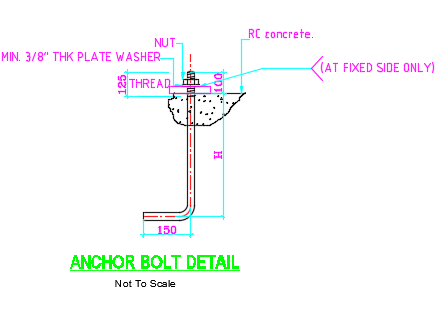 RC concrete.
NUT
MIN. 3/8" THK PLATE WASHER
(AT FIXED SIDE ONLY)
125
THREAD
100
H
150
ANCHOR BOLT DETAIL
Not To Scale